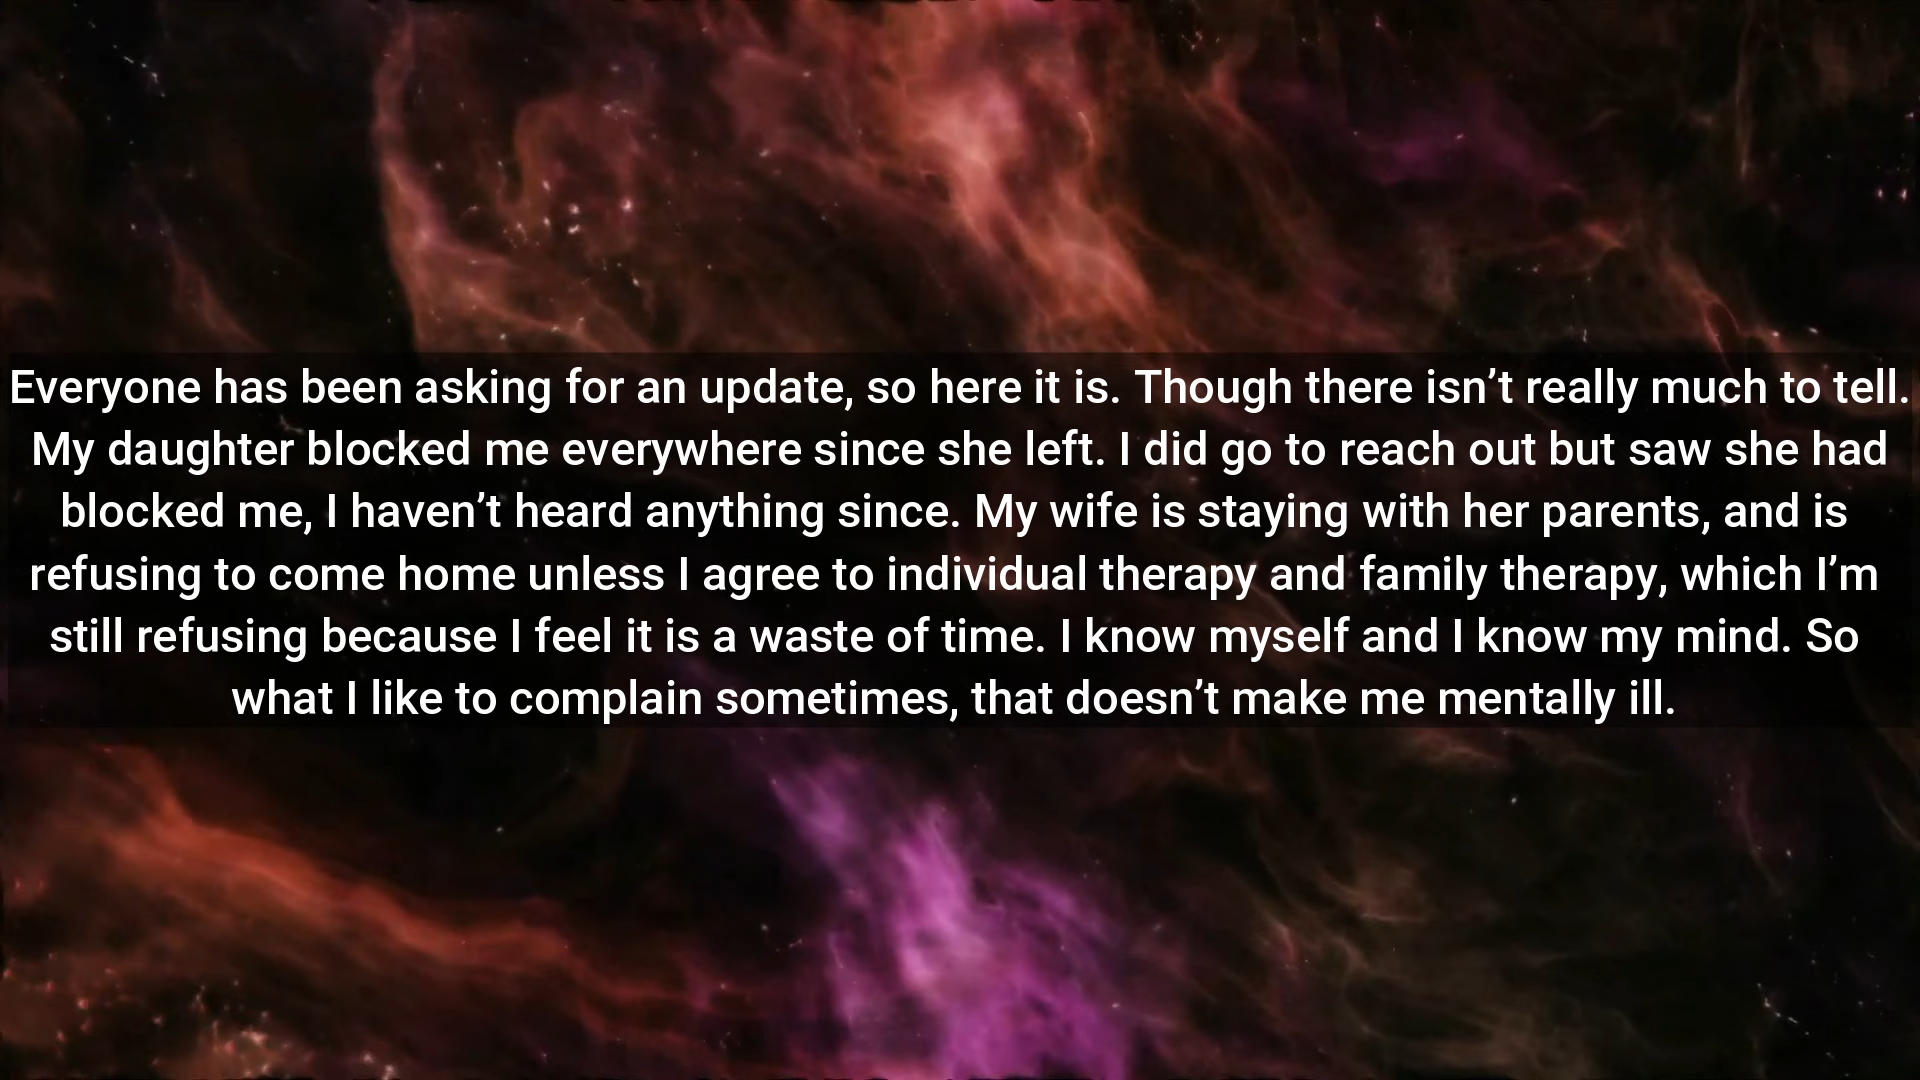 Everyone has been asking for an update, so here it is. Though there isn’t really much to tell.
My daughter blocked me everywhere since she left. I did go to reach out but saw she had
blocked me, I haven’t heard anything since. My wife is staying with her parents, and is
refusing to come home unless I agree to individual therapy and family therapy, which I’m
still refusing because I feel it is a waste of time. I know myself and I know my mind. So
what I like to complain sometimes, that doesn’t make me mentally ill.